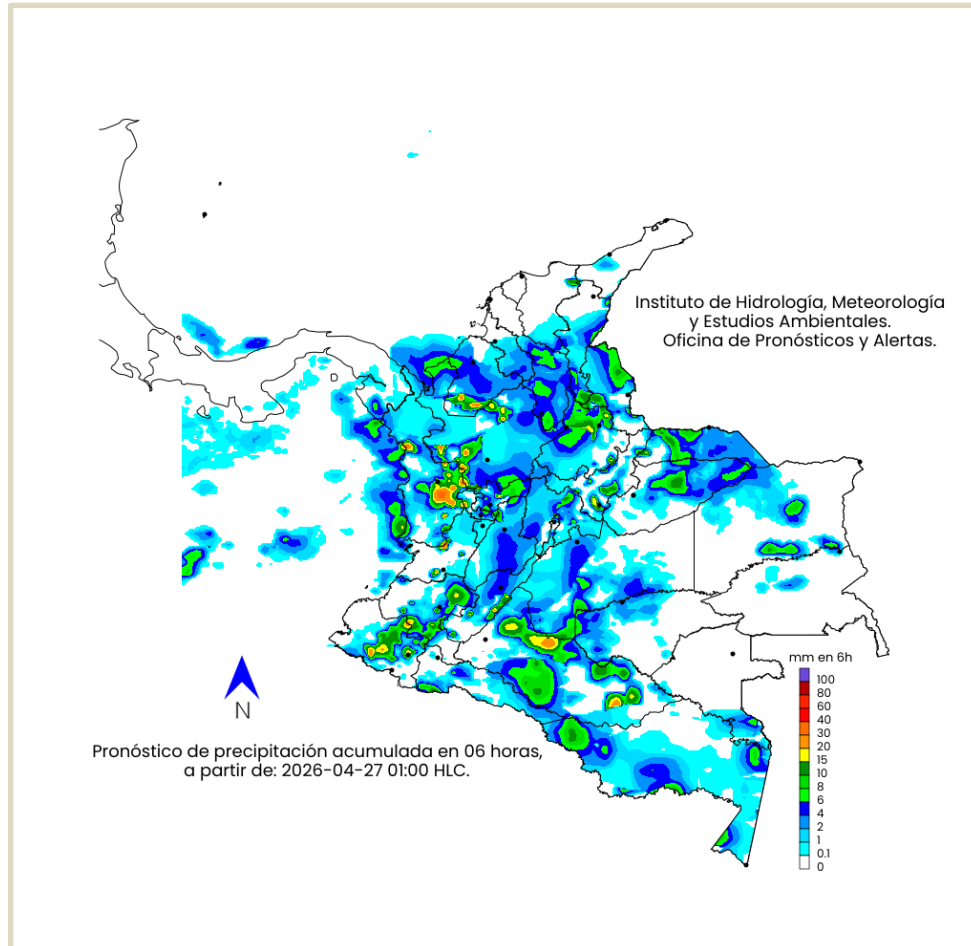 Instituto de Hidrología, Meteorología
y Estudios Ambientales.
Oficina de Pronósticos y Alertas.
mm en 6h
100
80
60
40
30
20
15
10
8
6
4
2
1
0.1
0
N
Pronóstico de precipitación acumulada en 06 horas,
a partir de: 2026-04-27 01:00 HLC.